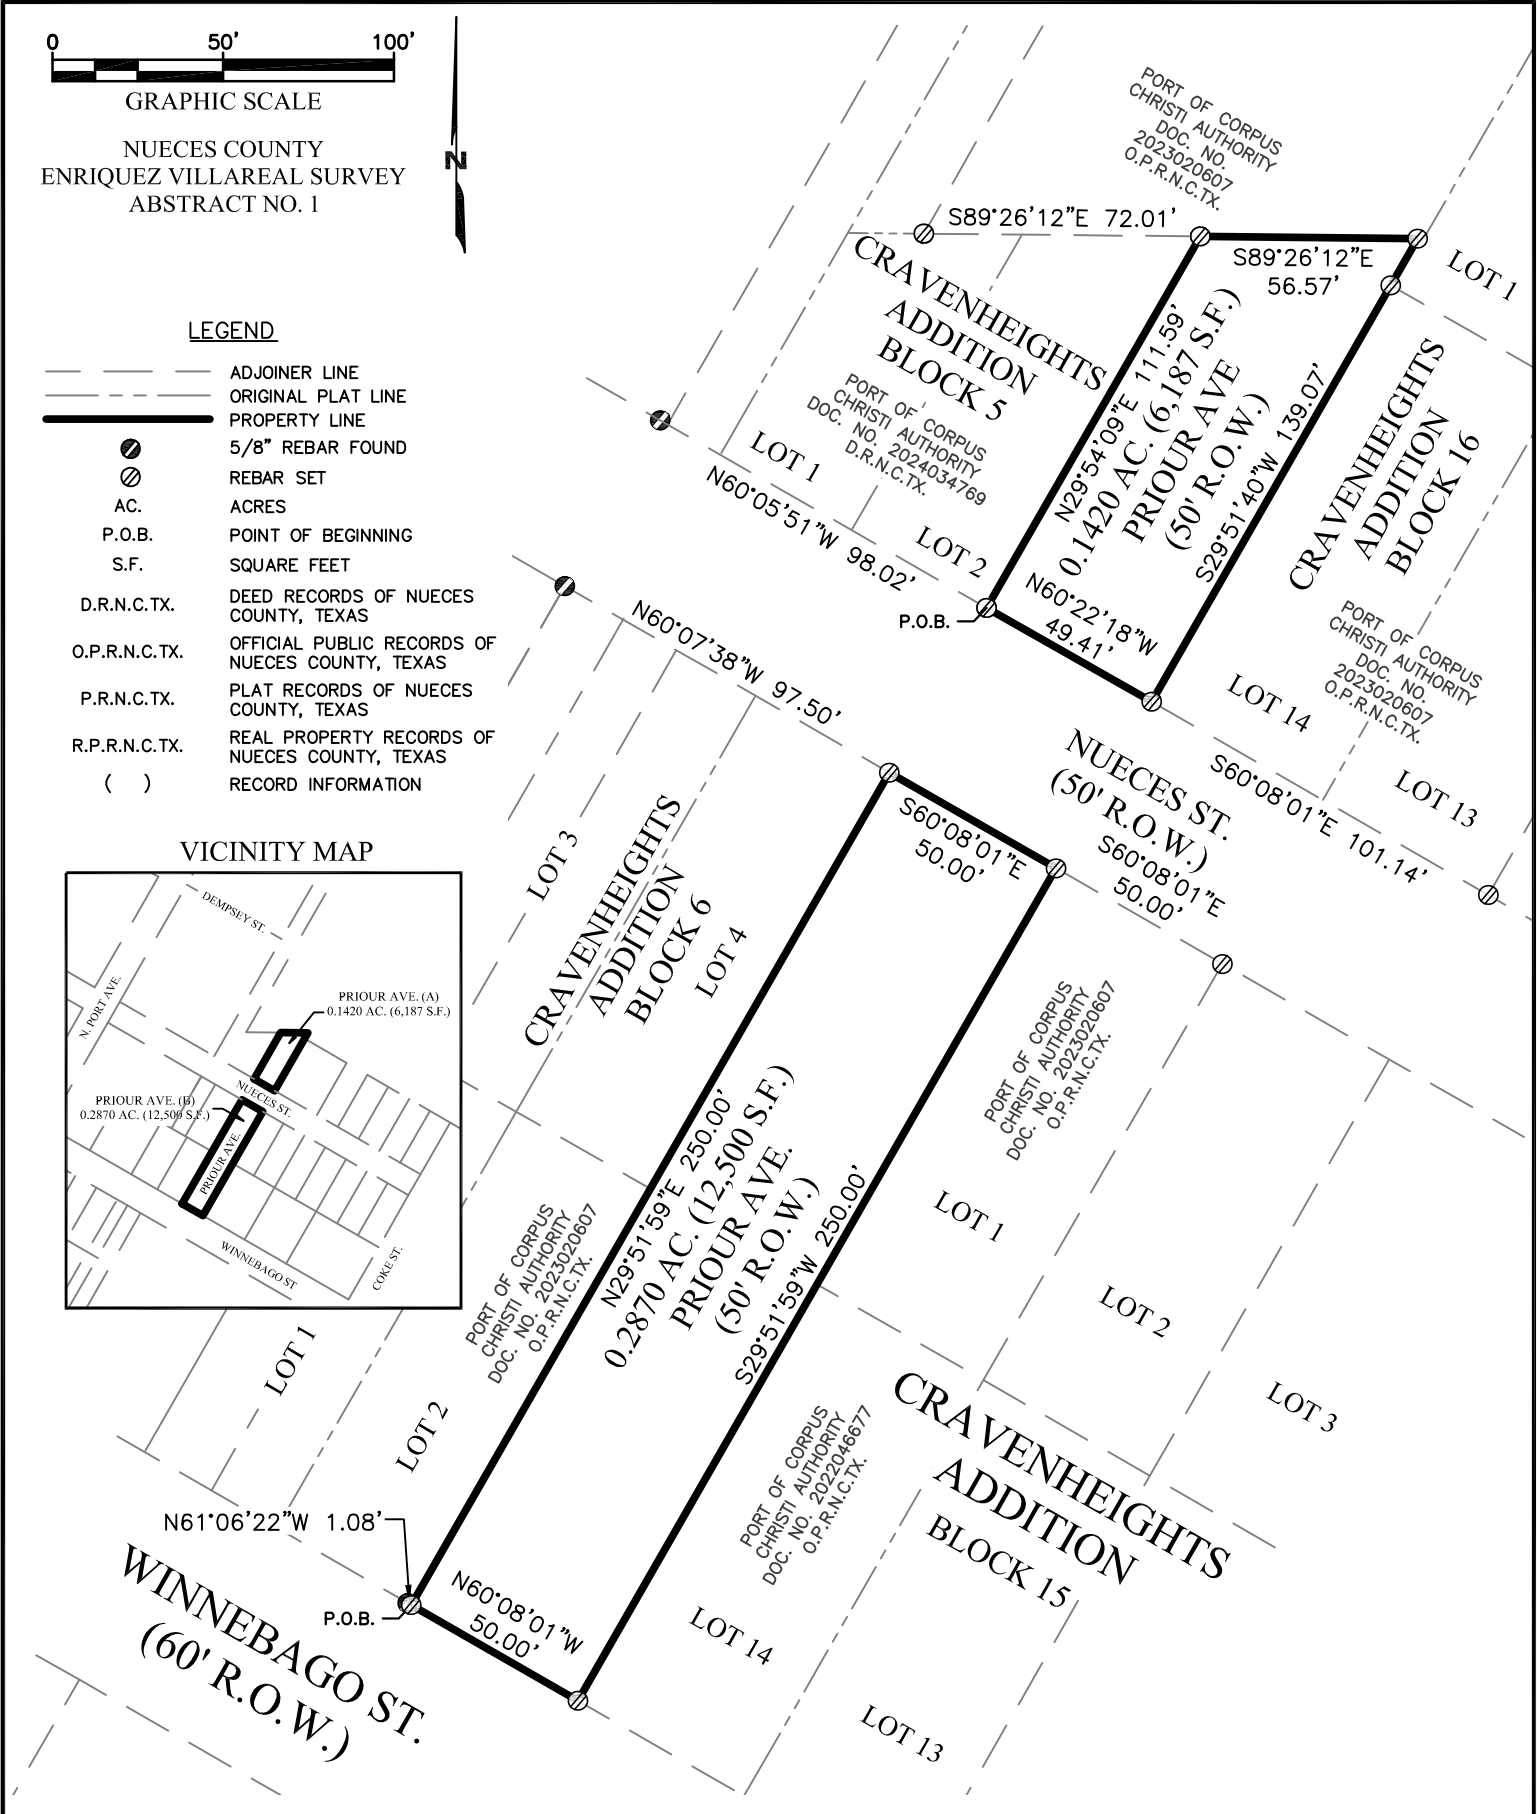 0 50' 100'
GRAPHIC SCALE
NUECES COUNTY
ENRIQUEZ VILLAREAL SURVEY
ABSTRACT NO. 1
N
LEGEND
ADJOINER LINE
ORIGINAL PLAT LINE
PROPERTY LINE
5/8" REBAR FOUND
REBAR SET
AC. ACRES
P.O.B. POINT OF BEGINNING
S.F. SQUARE FEET
D.R.N.C.TX. DEED RECORDS OF NUECES
COUNTY, TEXAS
O.P.R.N.C.TX. OFFICIAL PUBLIC RECORDS OF
NUECES COUNTY, TEXAS
P.R.N.C.TX. PLAT RECORDS OF NUECES
COUNTY, TEXAS
R.P.R.N.C.TX. REAL PROPERTY RECORDS OF
NUECES COUNTY, TEXAS
( ) RECORD INFORMATION
VICINITY MAP
DEMPSEY ST.
N. PORT AVE.
PRIOUR AVE. (A)
0.1420 AC. (6,187 S.F.)
NUECES ST.
PRIOUR AVE. (B)
0.2870 AC. (12,500 S.F.)
PRIOUR AVE.
WINNEBAGO ST
COKE ST.
PORT OF CORPUS
CHRISTI AUTHORITY
DOC. NO.
2023020607
O.P.R.N.C.TX.
S89°26'12"E 72.01'
S89°26'12"E
56.57'
LOT 1
CRAVENHEIGHTS
ADDITION
BLOCK 5
PORT OF CORPUS
CHRISTI AUTHORITY
DOC. NO. 2024034769
D.R.N.C.TX.
LOT 1
LOT 2
N60°05'51"W 98.02'
N29°54'09"E 111.59'
0.1420 AC. (6,187 S.F.)
PRIOUR AVE
(50' R.O.W.)
S29°51'40"W 139.07'
N60°22'18"W
49.41'
P.O.B.
CRAVENHEIGHTS
ADDITION
BLOCK 16
PORT OF CORPUS
CHRISTI AUTHORITY
DOC. NO.
2023020607
O.P.R.N.C.TX.
LOT 14
LOT 13
S60°08'01"E 101.14'
NUECES ST.
(50' R.O.W.)
S60°08'01"E
50.00'
N60°07'38"W 97.50'
S60°08'01"E
50.00'
LOT 3
CRAVENHEIGHTS
ADDITION
BLOCK 6
LOT 4
PORT OF CORPUS
CHRISTI AUTHORITY
DOC. NO. 2023020607
O.P.R.N.C.TX.
N29°51'59"E 250.00'
0.2870 AC. (12,500 S.F.)
PRIOUR AVE.
(50' R.O.W.)
S29°51'59"W 250.00'
PORT OF CORPUS
CHRISTI AUTHORITY
DOC. NO. 2023020607
O.P.R.N.C.TX.
LOT 1
LOT 2
LOT 3
LOT 1
LOT 2
CRAVENHEIGHTS
ADDITION
BLOCK 15
PORT OF CORPUS
CHRISTI AUTHORITY
DOC. NO. 2022046677
O.P.R.N.C.TX.
N61°06'22"W 1.08'
P.O.B.
N60°08'01"W
50.00'
WINNEBAGO ST.
(60' R.O.W.)
LOT 14
LOT 13